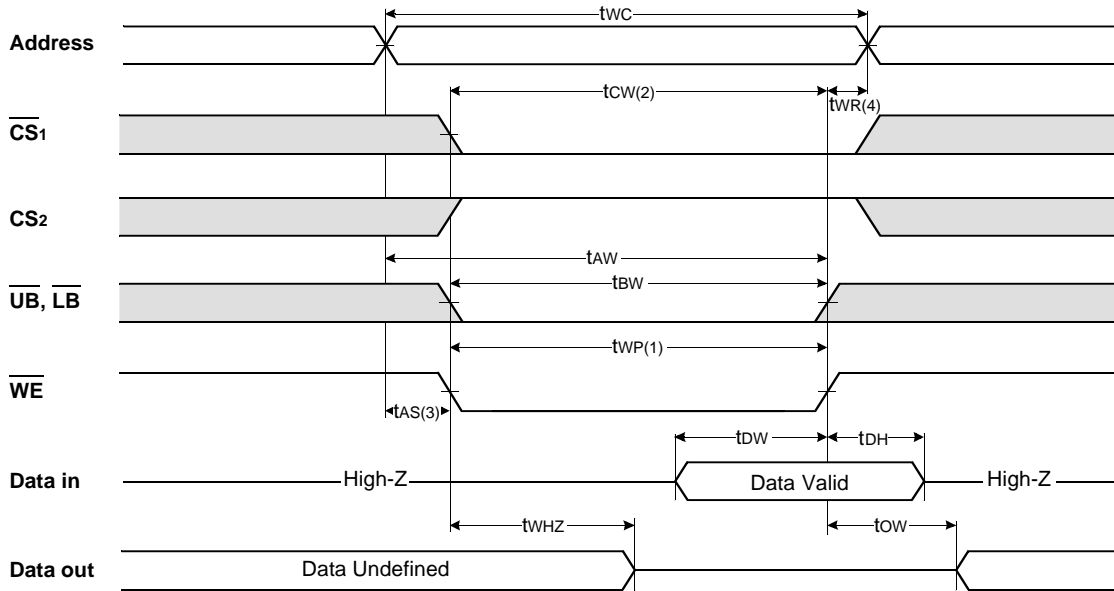 tWC
Address
tCW(2)
tWR(4)
CS1
CS2
tAW
tBW
UB, LB
tWP(1)
WE
tAS(3)
tDW
tDH
Data in
High-Z
Data Valid
High-Z
tWHZ
tOW
Data out
Data Undefined